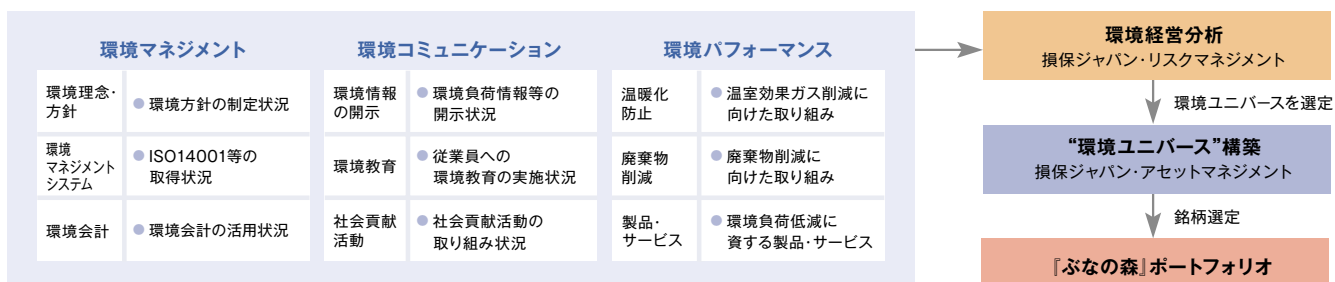 環境マネジメント
環境理念・
方針
●環境方針の制定状況
環境
マネジメント
システム
●ISO14001等の
取得状況
環境会計
●環境会計の活用状況
環境コミュニケーション
環境情報
の開示
●環境負荷情報等の
開示状況
環境教育
●従業員への
環境教育の実施状況
社会貢献
活動
●社会貢献活動の
取り組み状況
環境パフォーマンス
温暖化
防止
●温室効果ガス削減に
向けた取り組み
廃棄物
削減
●廃棄物削減に
向けた取り組み
製品・
サービス
●環境負荷低減に
資する製品・サービス
環境経営分析
損保ジャパン・リスクマネジメント
環境ユニバースを選定
“環境ユニバース”構築
損保ジャパン・アセットマネジメント
銘柄選定
『ぶなの森』ポートフォリオ